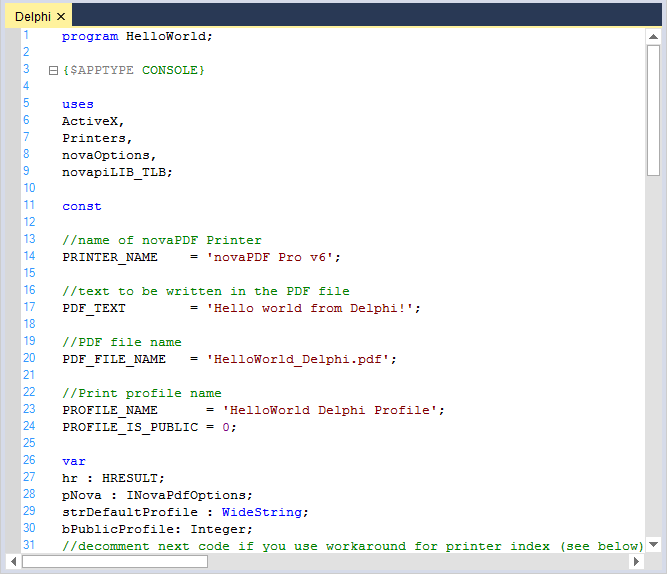 Delphi
1 program HelloWorld;
2
3 {$APPTYPE CONSOLE}
4
5 uses
6 ActiveX,
7 Printers,
8 novaOptions,
9 novapiLIB_TLB;
10
11 const
12
13 //name of novaPDF Printer
14 PRINTER_NAME    = 'novaPDF Pro v6';
15
16 //text to be written in the PDF file
17 PDF_TEXT        = 'Hello world from Delphi!';
18
19 //PDF file name
20 PDF_FILE_NAME   = 'HelloWorld_Delphi.pdf';
21
22 //Print profile name
23 PROFILE_NAME      = 'HelloWorld Delphi Profile';
24 PROFILE_IS_PUBLIC = 0;
25
26 var
27 hr : HRESULT;
28 pNova : INovaPdfOptions;
29 strDefaultProfile : WideString;
30 bPublicProfile: Integer;
31 //decomment next code if you use workaround for printer index (see below)